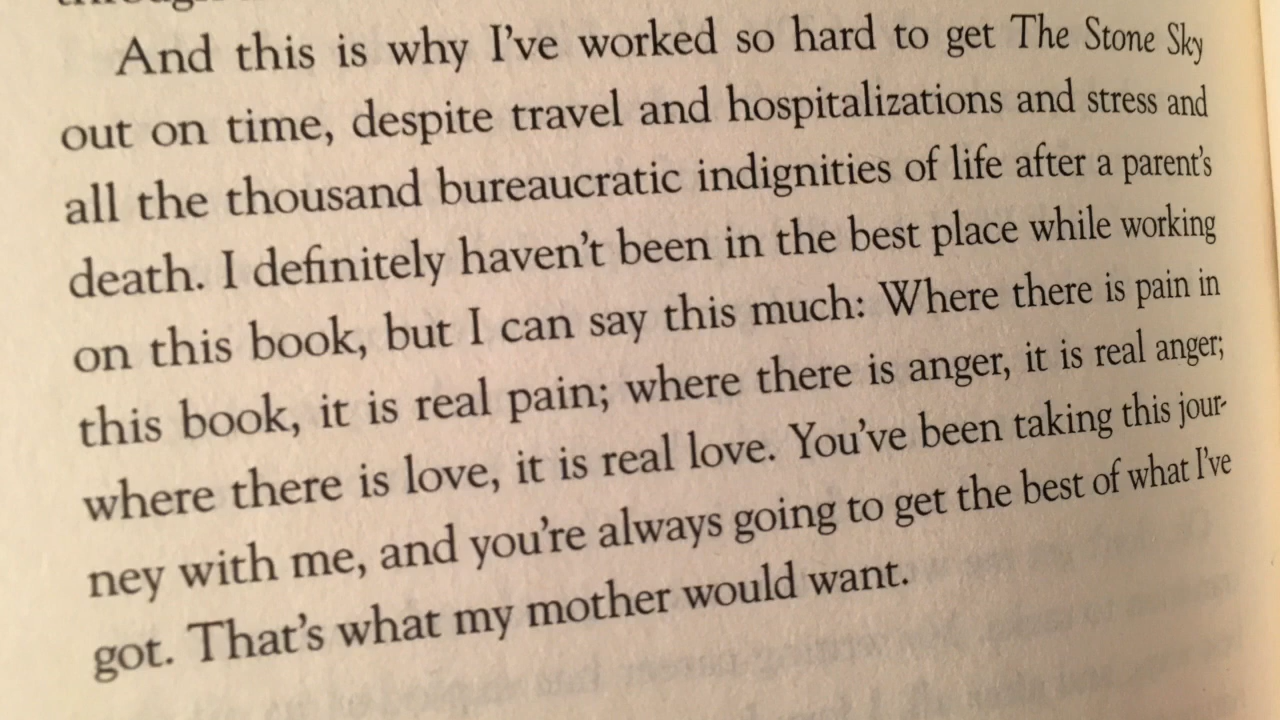 And this is why I've worked so hard to get The Stone Sky
out on time, despite travel and hospitalizations and stress and
all the thousand bureaucratic indignities of life after a parent's
death. I definitely haven't been in the best place while working
on this book, but I can say this much: Where there is pain in
this book, it is real pain; where there is anger, it is real anger;
where there is love, it is real love. You've been taking this jour-
ney with me, and you're always going to get the best of what I've
got. That's what my mother would want.